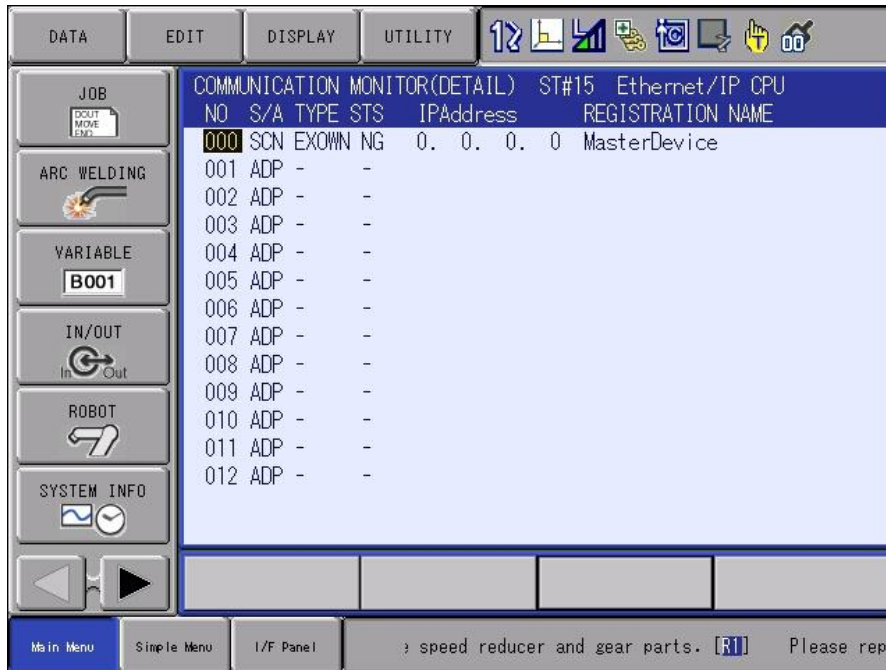 DATA EDIT DISPLAY UTILITY
JOB
DOUT
MOVE
END
ARC WELDING
VARIABLE
B001
IN/OUT
In Out
ROBOT
SYSTEM INFO
COMMUNICATION MONITOR(DETAIL) ST#15 Ethernet/IP CPU
NO S/A TYPE STS IPAddress REGISTRATION NAME
000 SCN EXOWN NG 0. 0. 0. 0 MasterDevice
001 ADP - -
002 ADP - -
003 ADP - -
004 ADP - -
005 ADP - -
006 ADP - -
007 ADP - -
008 ADP - -
009 ADP - -
010 ADP - -
011 ADP - -
012 ADP - -
Main Menu Simple Menu I/F Panel speed reducer and gear parts. [R1] Please rep